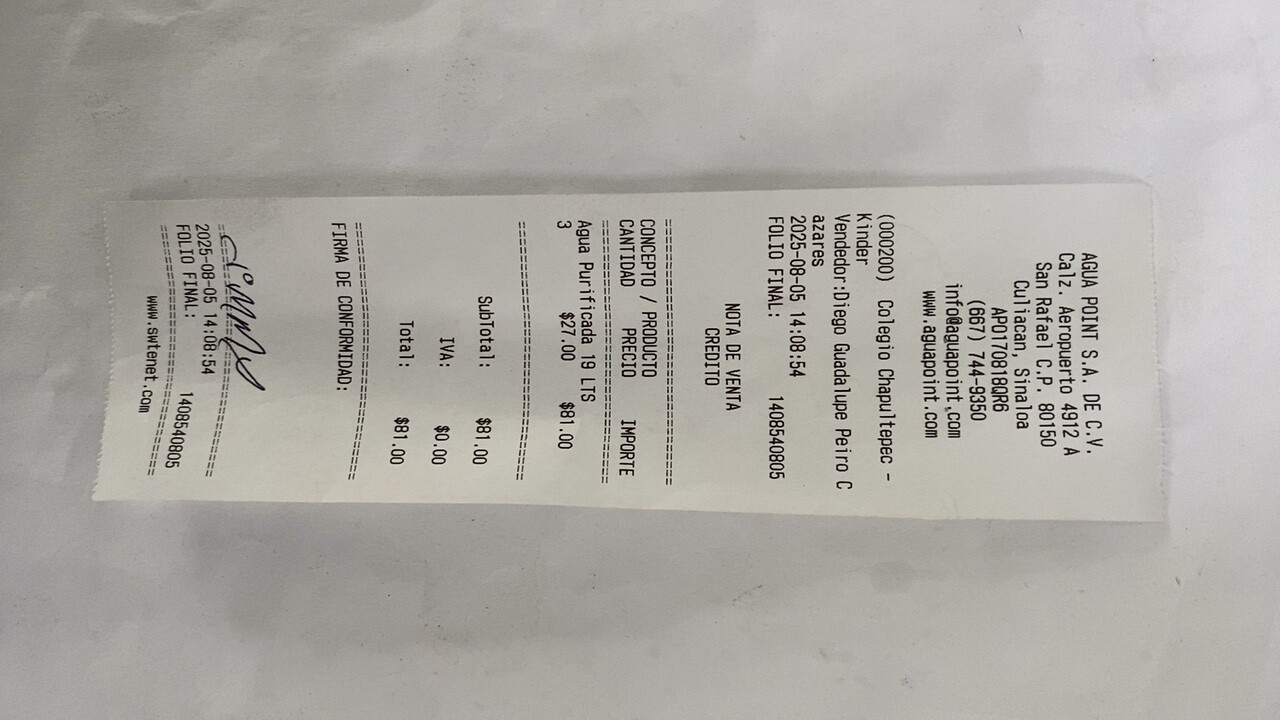 AGUA POINT S.A. DE C.V.
Calz. Aeropuerto 4912 A
San Rafael C.P. 80150
Culiacan, Sinaloa
APO170818QR6
(667) 744-9350
info@aguapoint.com
www.aguapoint.com
(000200) Colegio Chapultepec -
Kinder
Vendedor:Diego Guadalupe Peiro C
azares
2025-08-05 14:08:54
FOLIO FINAL: 1408540805
NOTA DE VENTA
CREDITO
================================
CONCEPTO / PRODUCTO
CANTIDAD PRECIO IMPORTE
================================
Agua Purificada 19 LTS
3 $27.00 $81.00
================================
SubTotal: $81.00
IVA: $0.00
Total: $81.00
================================
FIRMA DE CONFORMIDAD:
================================
2025-08-05 14:08:54
FOLIO FINAL: 1408540805
================================
www.swtenet.com